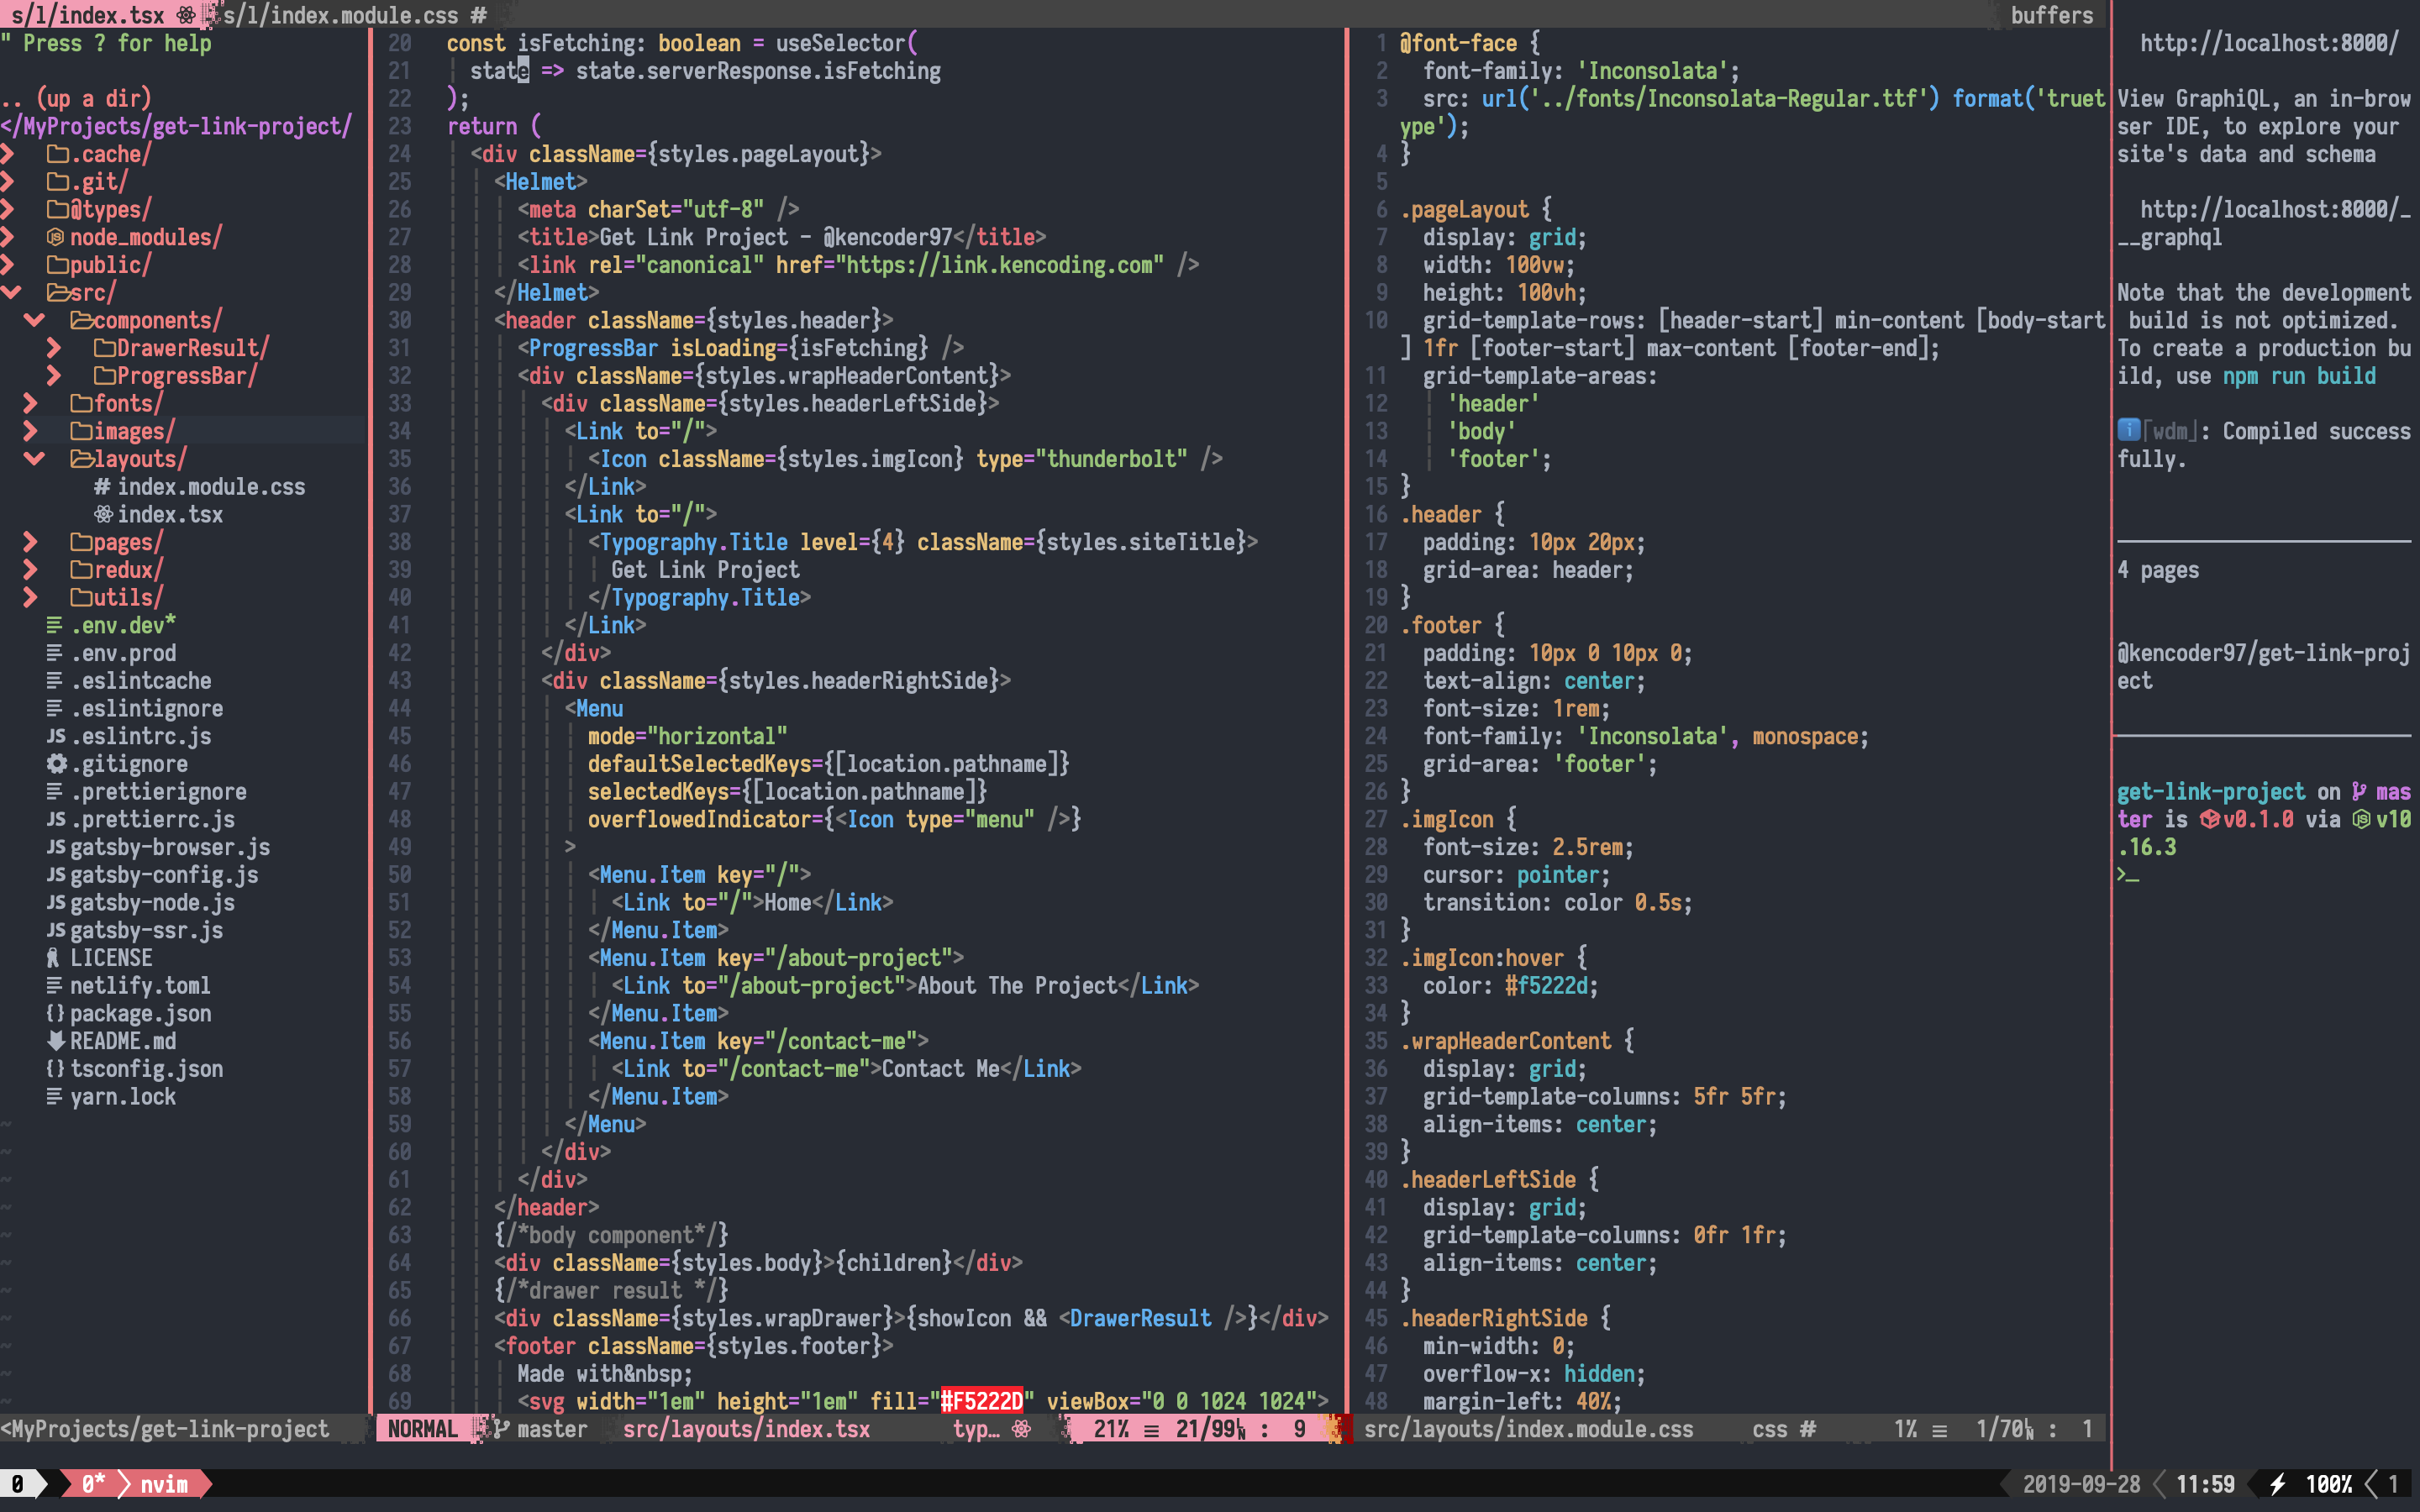 s/l/index.tsx s/l/index.module.css # buffers
" Press ? for help
.. (up a dir)
</MyProjects/get-link-project/
.cache/
.git/
@types/
node_modules/
public/
src/
components/
DrawerResult/
ProgressBar/
fonts/
images/
layouts/
# index.module.css
index.tsx
pages/
redux/
utils/
.env.dev*
.env.prod
.eslintcache
.eslintignore
JS .eslintrc.js
.gitignore
.prettierignore
JS .prettierrc.js
JS gatsby-browser.js
JS gatsby-config.js
JS gatsby-node.js
JS gatsby-ssr.js
LICENSE
netlify.toml
{} package.json
README.md
{} tsconfig.json
yarn.lock
~
~
~
~
~
~
~
~
~
~
~
<MyProjects/get-link-project
20 const isFetching: boolean = useSelector(
21 state => state.serverResponse.isFetching
22 );
23 return (
24 <div className={styles.pageLayout}>
25 <Helmet>
26 <meta charSet="utf-8" />
27 <title>Get Link Project - @kencoder97</title>
28 <link rel="canonical" href="https://link.kencoding.com" />
29 </Helmet>
30 <header className={styles.header}>
31 <ProgressBar isLoading={isFetching} />
32 <div className={styles.wrapHeaderContent}>
33 <div className={styles.headerLeftSide}>
34 <Link to="/">
35 <Icon className={styles.imgIcon} type="thunderbolt" />
36 </Link>
37 <Link to="/">
38 <Typography.Title level={4} className={styles.siteTitle}>
39 Get Link Project
40 </Typography.Title>
41 </Link>
42 </div>
43 <div className={styles.headerRightSide}>
44 <Menu
45 mode="horizontal"
46 defaultSelectedKeys={[location.pathname]}
47 selectedKeys={[location.pathname]}
48 overflowedIndicator={<Icon type="menu" />}
49 >
50 <Menu.Item key="/">
51 <Link to="/">Home</Link>
52 </Menu.Item>
53 <Menu.Item key="/about-project">
54 <Link to="/about-project">About The Project</Link>
55 </Menu.Item>
56 <Menu.Item key="/contact-me">
57 <Link to="/contact-me">Contact Me</Link>
58 </Menu.Item>
59 </Menu>
60 </div>
61 </div>
62 </header>
63 {/*body component*/}
64 <div className={styles.body}>{children}</div>
65 {/*drawer result */}
66 <div className={styles.wrapDrawer}>{showIcon && <DrawerResult />}</div>
67 <footer className={styles.footer}>
68 Made with&nbsp;
69 <svg width="1em" height="1em" fill="#F5222D" viewBox="0 0 1024 1024">
NORMAL master src/layouts/index.tsx typ… 21% ≡ 21/99 : 9
1 @font-face {
2 font-family: 'Inconsolata';
3 src: url('../fonts/Inconsolata-Regular.ttf') format('truet
ype');
4 }
5
6 .pageLayout {
7 display: grid;
8 width: 100vw;
9 height: 100vh;
10 grid-template-rows: [header-start] min-content [body-start
] 1fr [footer-start] max-content [footer-end];
11 grid-template-areas:
12 'header'
13 'body'
14 'footer';
15 }
16 .header {
17 padding: 10px 20px;
18 grid-area: header;
19 }
20 .footer {
21 padding: 10px 0 10px 0;
22 text-align: center;
23 font-size: 1rem;
24 font-family: 'Inconsolata', monospace;
25 grid-area: 'footer';
26 }
27 .imgIcon {
28 font-size: 2.5rem;
29 cursor: pointer;
30 transition: color 0.5s;
31 }
32 .imgIcon:hover {
33 color: #f5222d;
34 }
35 .wrapHeaderContent {
36 display: grid;
37 grid-template-columns: 5fr 5fr;
38 align-items: center;
39 }
40 .headerLeftSide {
41 display: grid;
42 grid-template-columns: 0fr 1fr;
43 align-items: center;
44 }
45 .headerRightSide {
46 min-width: 0;
47 overflow-x: hidden;
48 margin-left: 40%;
src/layouts/index.module.css css # 1% ≡ 1/70 : 1
http://localhost:8000/
View GraphiQL, an in-brow
ser IDE, to explore your
site's data and schema
http://localhost:8000/_
__graphql
Note that the development
build is not optimized.
To create a production bu
ild, use npm run build
i ｢wdm｣: Compiled success
fully.
4 pages
@kencoder97/get-link-proj
ect
get-link-project on mas
ter is v0.1.0 via v10
.16.3
>_
0 0* nvim 2019-09-28 11:59 100% 1